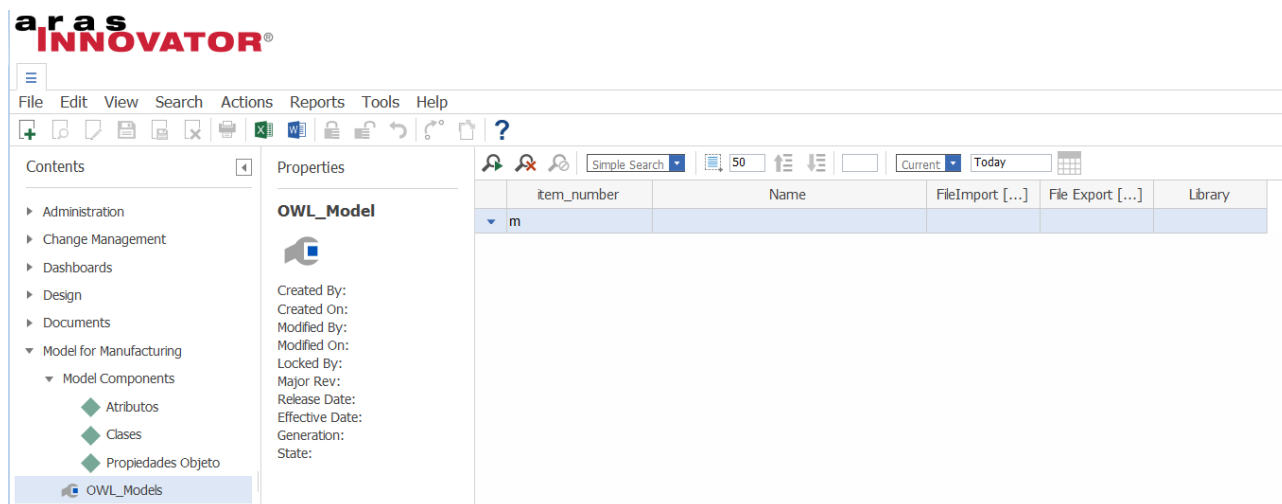 aras
INNOVATOR®
File Edit View Search Actions Reports Tools Help
Contents
Administration
Change Management
Dashboards
Design
Documents
Model for Manufacturing
Model Components
Atributos
Clases
Propiedades Objeto
OWL_Models
Properties
OWL_Model
Created By:
Created On:
Modified By:
Modified On:
Locked By:
Major Rev:
Release Date:
Effective Date:
Generation:
State:
Simple Search 50 Current Today
item_number Name FileImport [...] File Export [...] Library
m